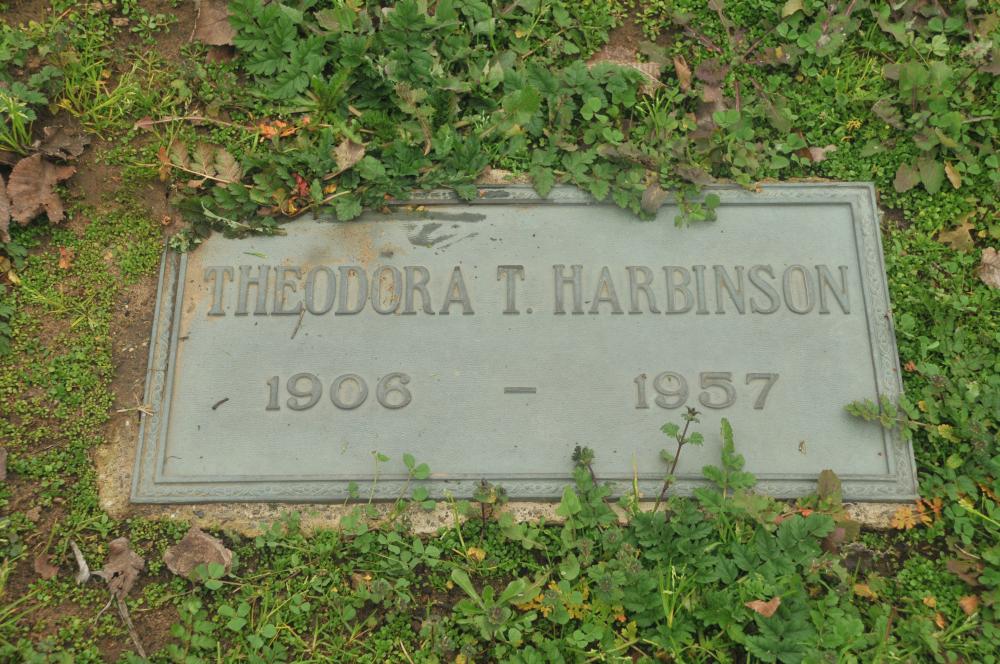 THEODORA T. HARBINSON
1906 – 1957